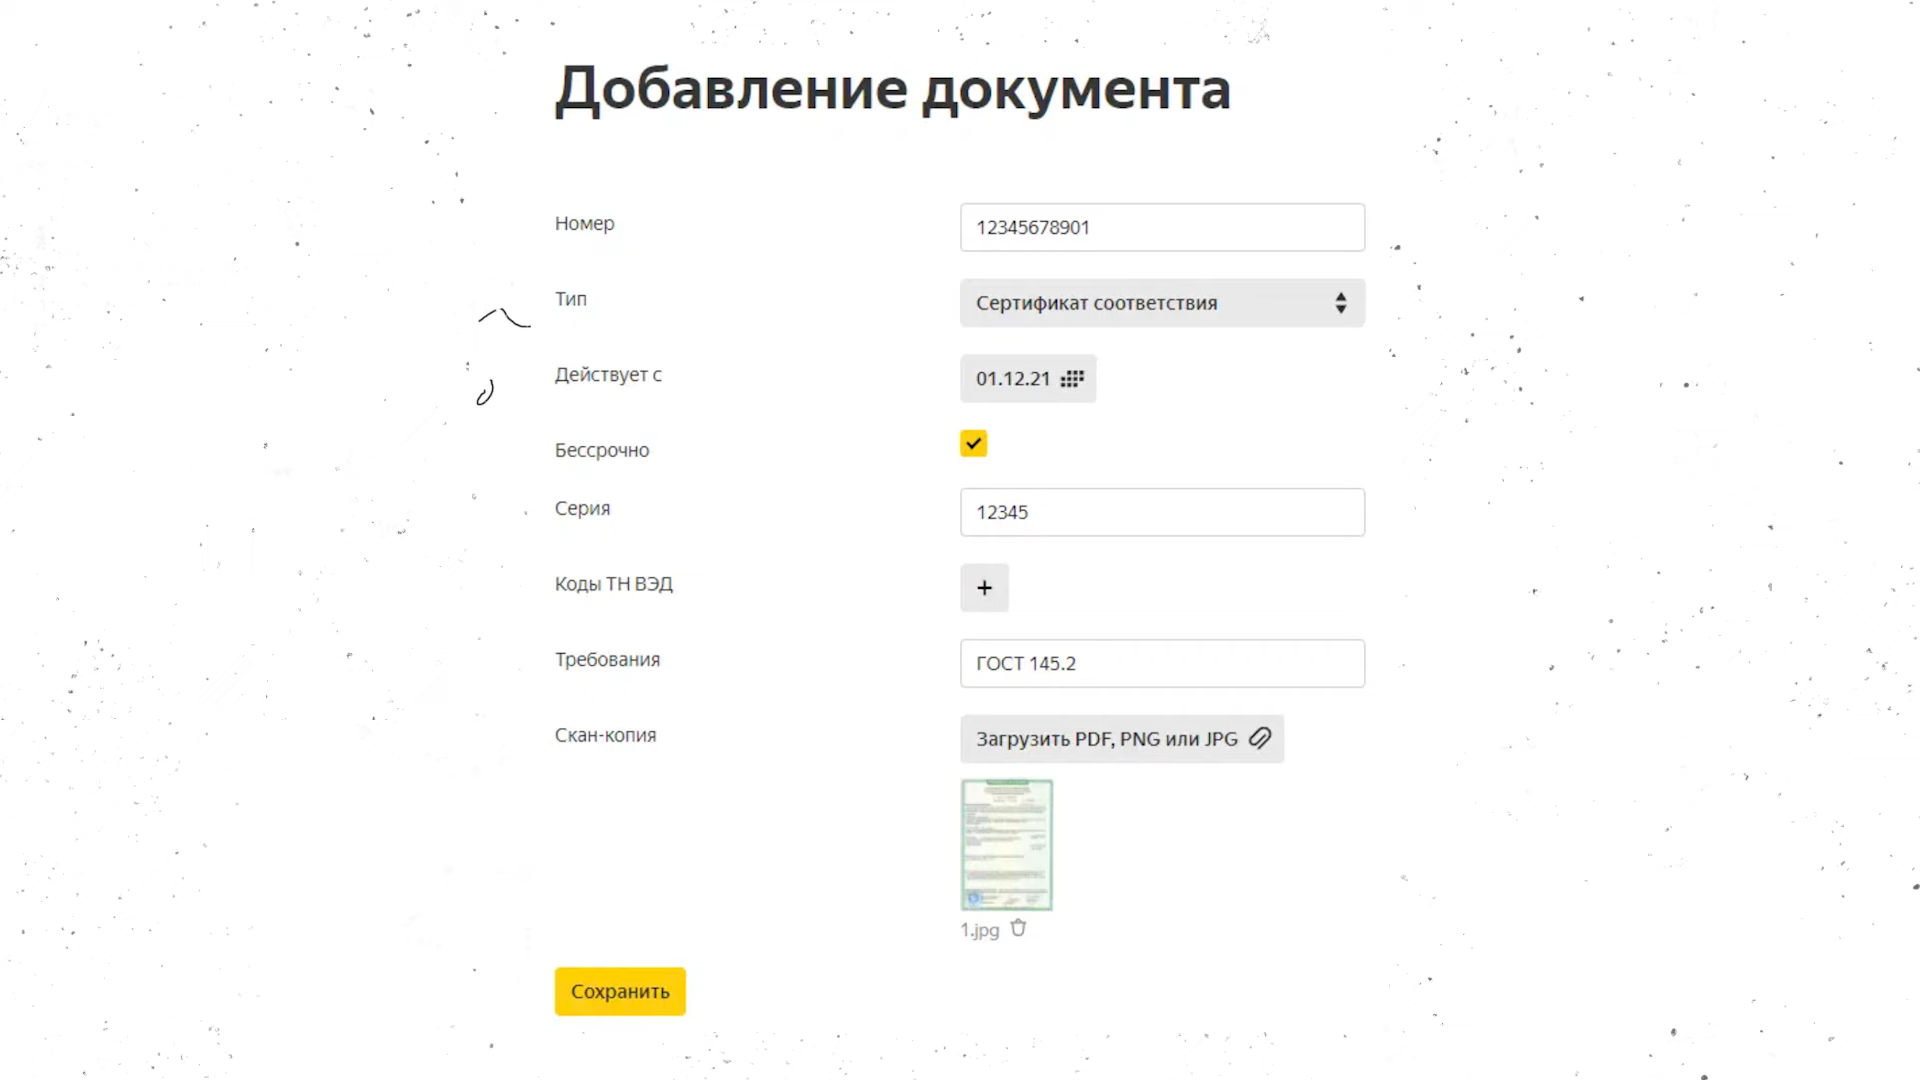 Добавление документа
Номер 12345678901
Тип Сертификат соответствия
Действует с 01.12.21
Бессрочно
Серия 12345
Коды ТН ВЭД +
Требования ГОСТ 145.2
Скан-копия Загрузить PDF, PNG или JPG
1.jpg
Сохранить